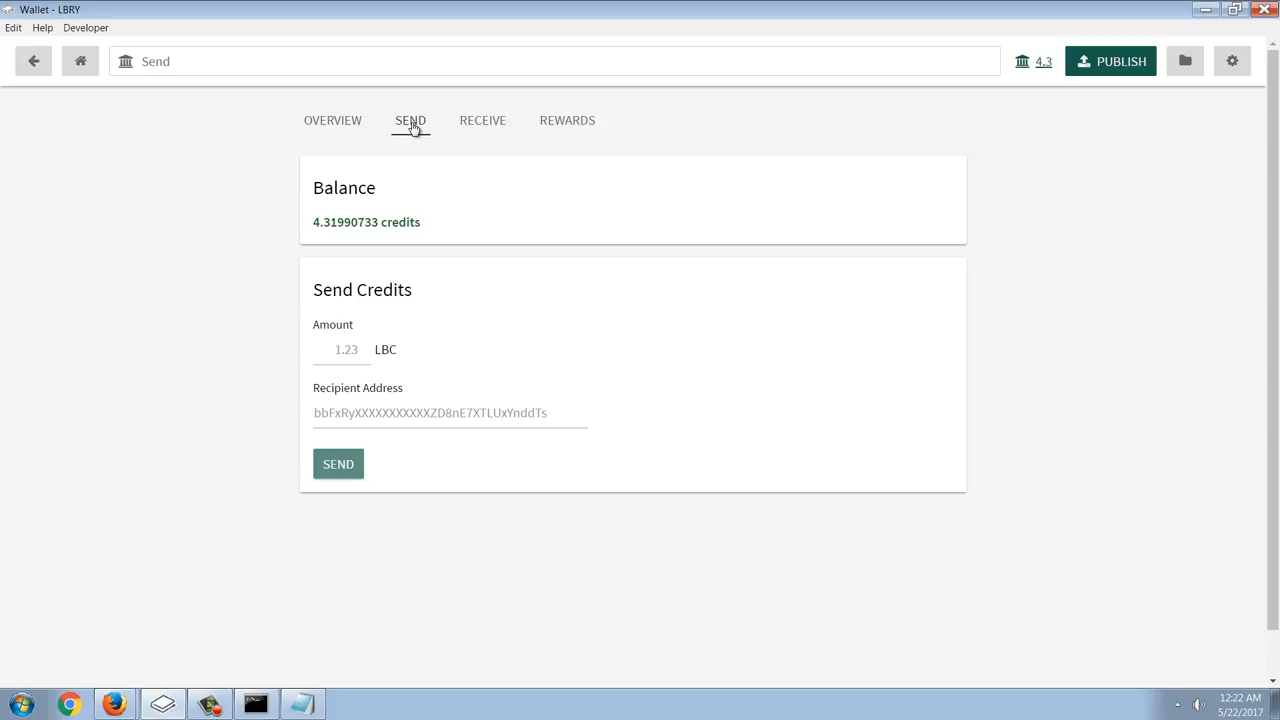 Wallet - LBRY
Edit Help Developer
Send
4.3
PUBLISH
OVERVIEW SEND RECEIVE REWARDS
Balance
4.31990733 credits
Send Credits
Amount
1.23 LBC
Recipient Address
bbFxRyXXXXXXXXXXXZD8nE7XTLUxYnddTs
SEND
12:22 AM
5/22/2017